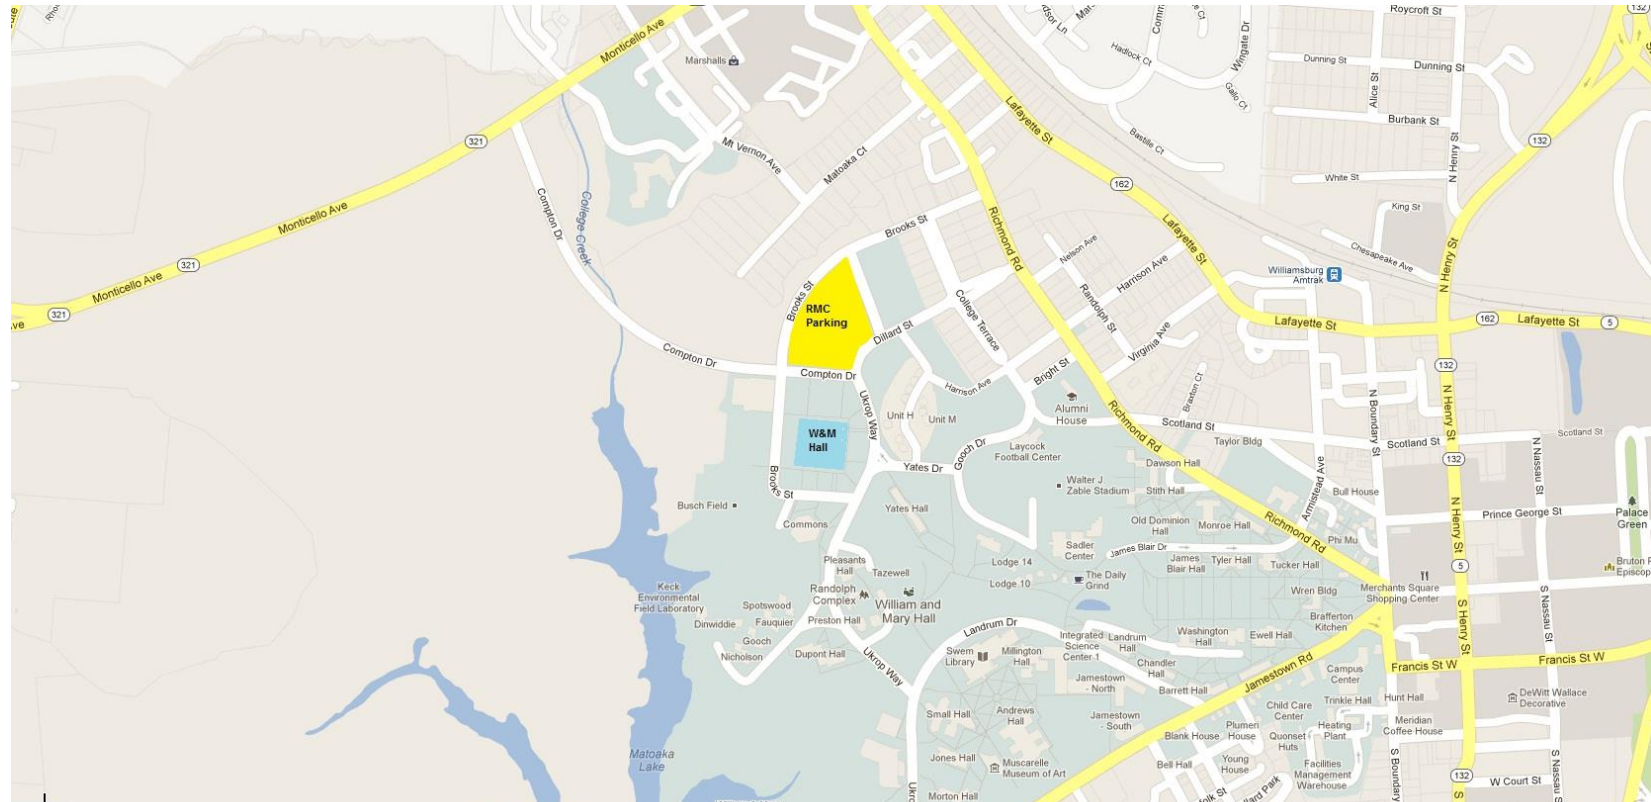 Monticello Ave
Marshalls
Roycroft St
132
Dunning St
Dunning St
Wingate Dr
Hadlock Ct
Gallo Ct
Alice St
Burbank St
N Henry St
132
Lafayette St
Bastille Ct
321
Mt Vernon Ave
Matoaka Ct
162
White St
King St
Compton Dr
College Creek
Monticello Ave
Brooks St
Richmond Rd
Lafayette St
Nelson Ave
Harrison Ave
Chesapeake Ave
N Henry St
321
Monticello Ave
Williamsburg
Amtrak
321
Brooks St
RMC
Parking
Dillard St
College Terrace
Randolph St
Virginia Ave
Lafayette St
162
Lafayette St
5
Compton Dr
Compton Dr
Harrison Ave
Bright St
Braxton Ct
132
N Boundary St
N Henry St
Ukrop Way
Unit H
Unit M
Alumni
House
Richmond Rd
Scotland St
Scotland St
Scotland St
W&M
Hall
Gooch Dr
Laycock
Football Center
Taylor Bldg
Yates Dr
Dawson Hall
132
N Nassau St
Brooks St
Walter J.
Zable Stadium
Stith Hall
Armistead Ave
Bull House
Busch Field
Yates Hall
Commons
Old Dominion
Hall
Monroe Hall
Richmond Rd
Prince George St
Palace
Green
N Henry St
Phi Mu
Sadler
Center
James Blair Dr
James
Blair Hall
Tyler Hall
Tucker Hall
Pleasants
Hall
Tazewell
Lodge 14
Lodge 10
The Daily
Grind
5
Keck
Environmental
Field Laboratory
Randolph
Complex
Wren Bldg
Merchants Square
Shopping Center
Spotswood
Dinwiddie
Fauquier
Preston Hall
William and
Mary Hall
Landrum Dr
Brafferton
Kitchen
S Henry St
S Nassau St
Gooch
Nicholson
Dupont Hall
Ukrop Way
Swem
Library
Millington
Hall
Integrated
Science
Center 1
Landrum
Hall
Washington
Hall
Ewell Hall
Chandler
Hall
Jamestown Rd
Francis St W
Francis St W
Jamestown
- North
Barrett Hall
Campus
Center
Small Hall
Andrews
Hall
Jamestown
- South
Child Care
Center
Trinkle Hall
Hunt Hall
DeWitt Wallace
Decorative
Blank House
Plumeri
House
Quonset
Huts
Heating
Plant
Meridian
Coffee House
Matoaka
Lake
Jones Hall
Muscarelle
Museum of Art
Bell Hall
Young
House
Facilities
Management
Warehouse
S Boundary
S Nassau St
132
W Court St
Morton Hall